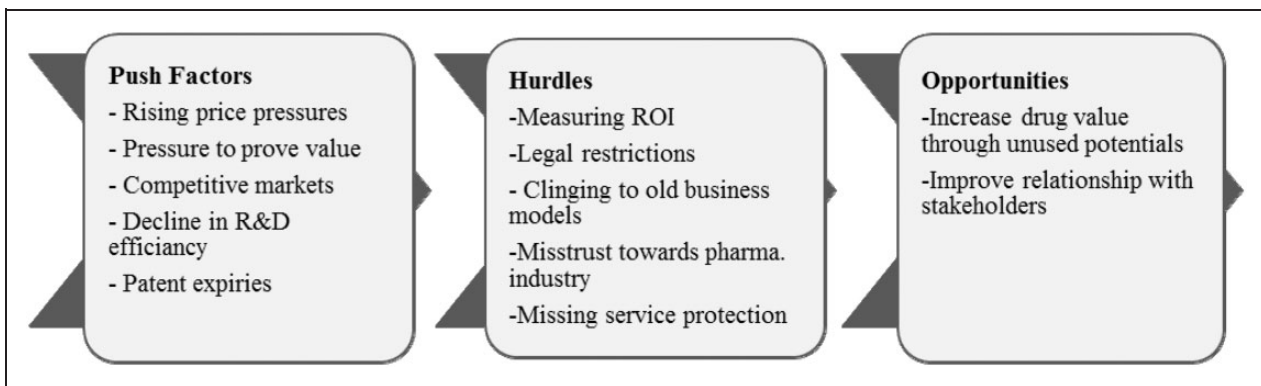 Push Factors
- Rising price pressures
- Pressure to prove value
- Competitive markets
- Decline in R&D
efficiancy
- Patent expiries
Hurdles
-Measuring ROI
-Legal restrictions
- Clinging to old business
models
-Misstrust towards pharma.
industry
-Missing service protection
Opportunities
-Increase drug value
through unused potentials
-Improve relationship with
stakeholders